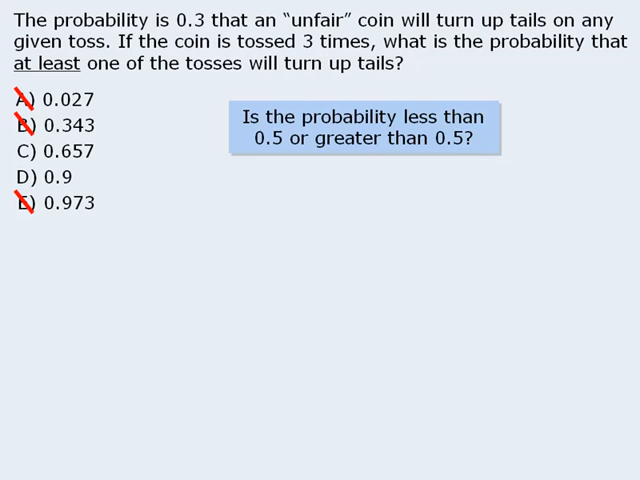 The probability is 0.3 that an “unfair” coin will turn up tails on any
given toss. If the coin is tossed 3 times, what is the probability that
at least one of the tosses will turn up tails?
A) 0.027
B) 0.343
C) 0.657
D) 0.9
E) 0.973
Is the probability less than
0.5 or greater than 0.5?